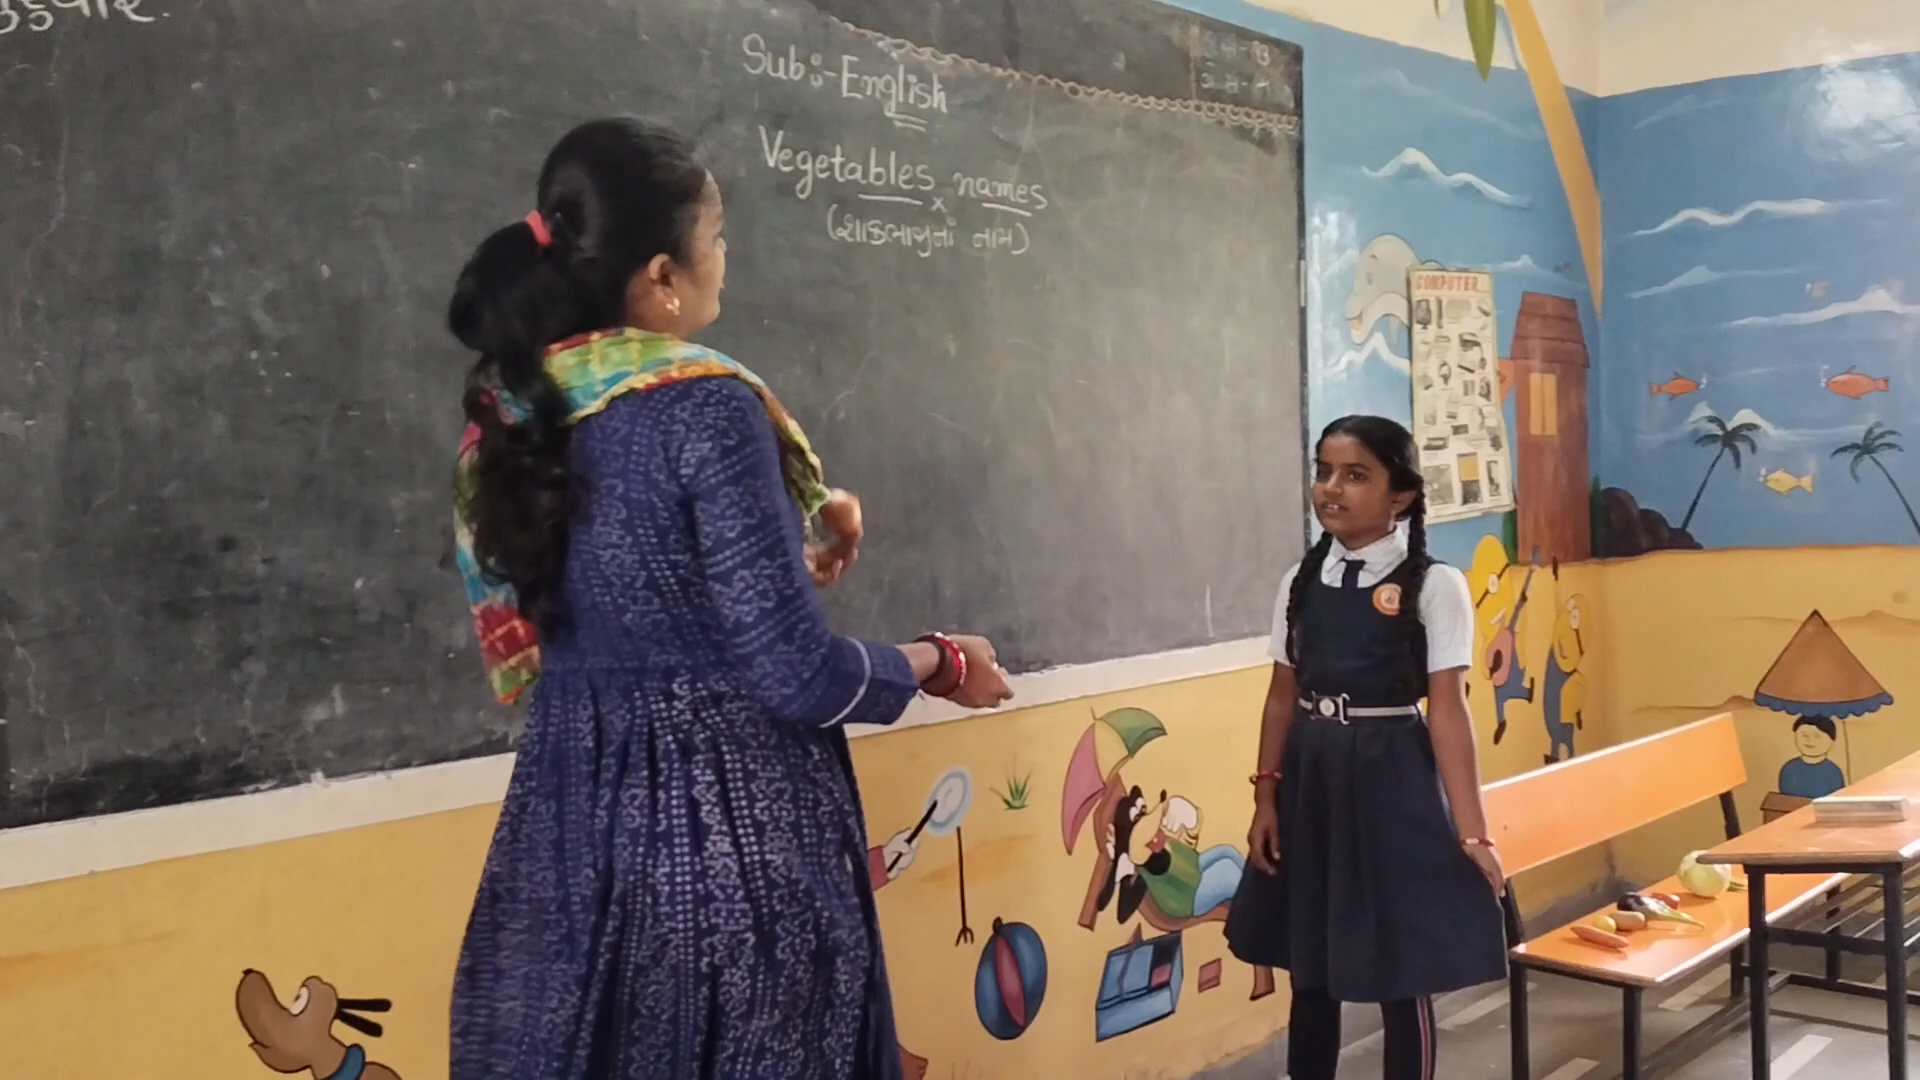 ગુરુવાર.
Sub:-English
Vegetables names
(શાકભાજીનાં નામ)
COMPUTER